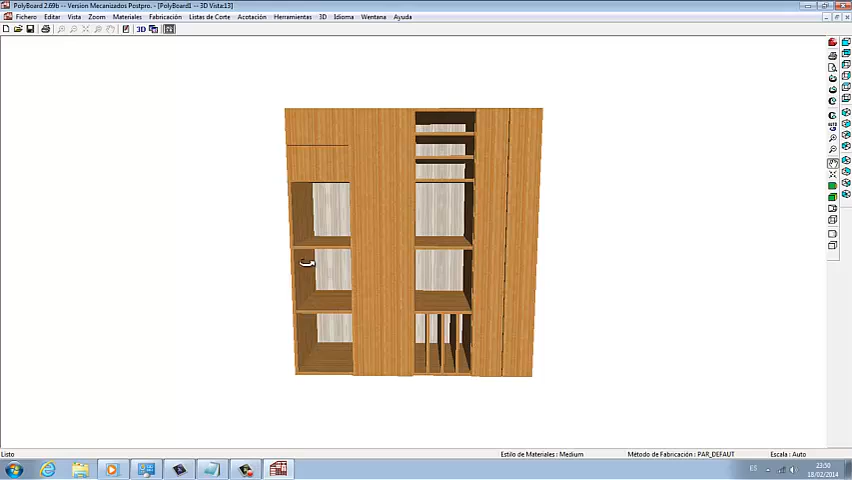 PolyBoard 2.69b -- Version Mecanizados Postpro. - [PolyBoard1 -- 3D Vista:13]
Fichero Editar Vista Zoom Materiales Fabricación Listas de Corte Acotación Herramientas 3D Idioma Wentana Ayuda
3D
AUTO
Listo Estilo de Materiales : Medium Método de Fabricación : PAR_DEFAUT Escala : Auto
ES 23:50
18/02/2014